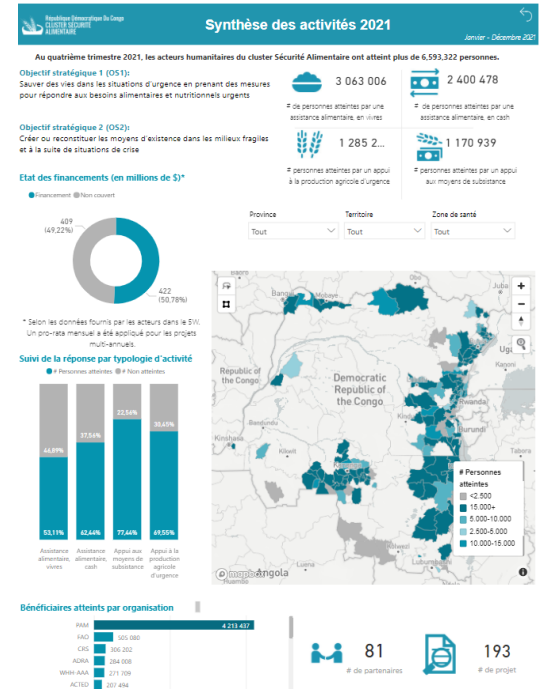 République Démocratique Du Congo
CLUSTER SÉCURITÉ
ALIMENTAIRE
Synthèse des activités 2021
Janvier - Décembre 2021
Au quatrième trimestre 2021, les acteurs humanitaires du cluster Sécurité Alimentaire ont atteint plus de 6,593,322 personnes.
Objectif stratégique 1 (OS1):
Sauver des vies dans les situations d'urgence en prenant des mesures
pour répondre aux besoins alimentaires et nutritionnels urgents
3 063 006
# de personnes atteintes par une
assistance alimentaire, en vivres
2 400 478
# de personnes atteintes par une
assistance alimentaire, en cash
Objectif stratégique 2 (OS2):
Créer ou reconstituer les moyens d'existence dans les milieux fragiles
et à la suite de situations de crise
1 285 2...
# personnes atteintes par un appui
à la production agricole d'urgence
1 170 939
# personnes atteintes par un appui
aux moyens de subsistance
Etat des financements (en millions de $)*
Financement Non couvert
409
(49,22%)
422
(50,78%)
* Selon les données fournis par les acteurs dans le 5W.
Un pro-rata mensuel a été appliqué pour les projets
multi-annuels.
Province
Tout
Territoire
Tout
Zone de santé
Tout
Suivi de la réponse par typologie d'activité
# Personnes atteintes # Non atteintes
46,89%
37,56%
22,56%
30,45%
53,11%
62,44%
77,44%
69,55%
Assistance
alimentaire,
vivres
Assistance
alimentaire,
cash
Appui aux
moyens de
subsistance
Appui à la
production
agricole
d'urgence
Bangui
Mobaye
Obo
Juba
Kanoni
Republic of
the Congo
Democratic
Republic of
the Congo
Rwanda
Burundi
Bandundu
Kinshasa
Kikwit
Tabora
Luena
Kolwezi
Lubumbashi
Angola
mapbox
# Personnes
atteintes
<2.500
15.000+
5.000-10.000
2.500-5.000
10.000-15.000
Bénéficiaires atteints par organisation
PAM 4 213 437
FAO 505 080
CRS 306 202
ADRA 284 008
WHH-AAA 271 709
ACTED 207 494
81
# de partenaires
193
# de projet